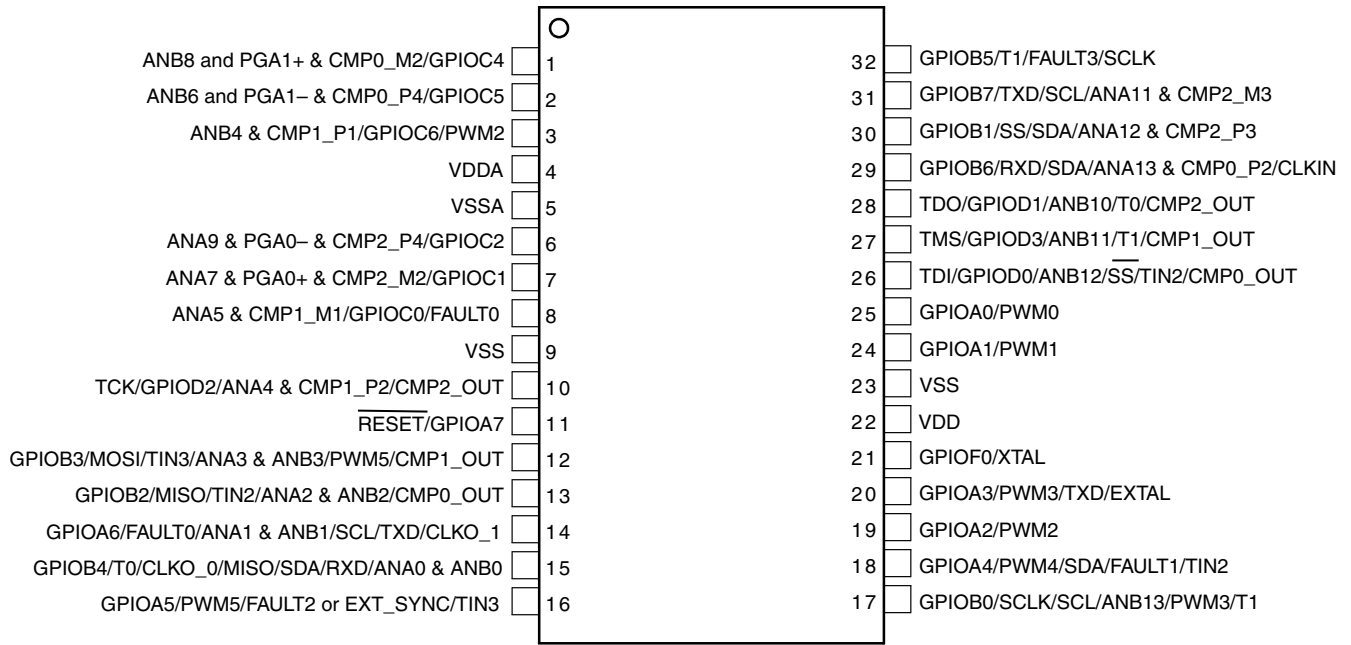 ANB8 and PGA1+ & CMP0_M2/GPIOC4 1
ANB6 and PGA1– & CMP0_P4/GPIOC5 2
ANB4 & CMP1_P1/GPIOC6/PWM2 3
VDDA 4
VSSA 5
ANA9 & PGA0– & CMP2_P4/GPIOC2 6
ANA7 & PGA0+ & CMP2_M2/GPIOC1 7
ANA5 & CMP1_M1/GPIOC0/FAULT0 8
VSS 9
TCK/GPIOD2/ANA4 & CMP1_P2/CMP2_OUT 10
RESET/GPIOA7 11
GPIOB3/MOSI/TIN3/ANA3 & ANB3/PWM5/CMP1_OUT 12
GPIOB2/MISO/TIN2/ANA2 & ANB2/CMP0_OUT 13
GPIOA6/FAULT0/ANA1 & ANB1/SCL/TXD/CLKO_1 14
GPIOB4/T0/CLKO_0/MISO/SDA/RXD/ANA0 & ANB0 15
GPIOA5/PWM5/FAULT2 or EXT_SYNC/TIN3 16
32 GPIOB5/T1/FAULT3/SCLK
31 GPIOB7/TXD/SCL/ANA11 & CMP2_M3
30 GPIOB1/SS/SDA/ANA12 & CMP2_P3
29 GPIOB6/RXD/SDA/ANA13 & CMP0_P2/CLKIN
28 TDO/GPIOD1/ANB10/T0/CMP2_OUT
27 TMS/GPIOD3/ANB11/T1/CMP1_OUT
26 TDI/GPIOD0/ANB12/SS/TIN2/CMP0_OUT
25 GPIOA0/PWM0
24 GPIOA1/PWM1
23 VSS
22 VDD
21 GPIOF0/XTAL
20 GPIOA3/PWM3/TXD/EXTAL
19 GPIOA2/PWM2
18 GPIOA4/PWM4/SDA/FAULT1/TIN2
17 GPIOB0/SCLK/SCL/ANB13/PWM3/T1